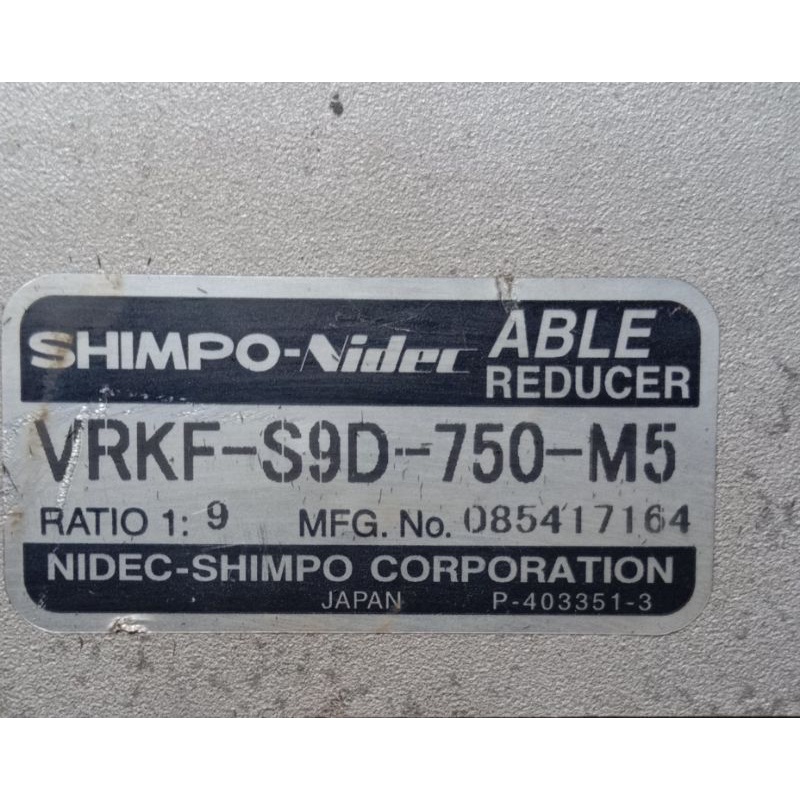 SHIMPO-Nidec ABLE REDUCER
VRKF-S9D-750-M5
RATIO 1: 9 MFG. No. 085417164
NIDEC-SHIMPO CORPORATION
JAPAN P-403351-3